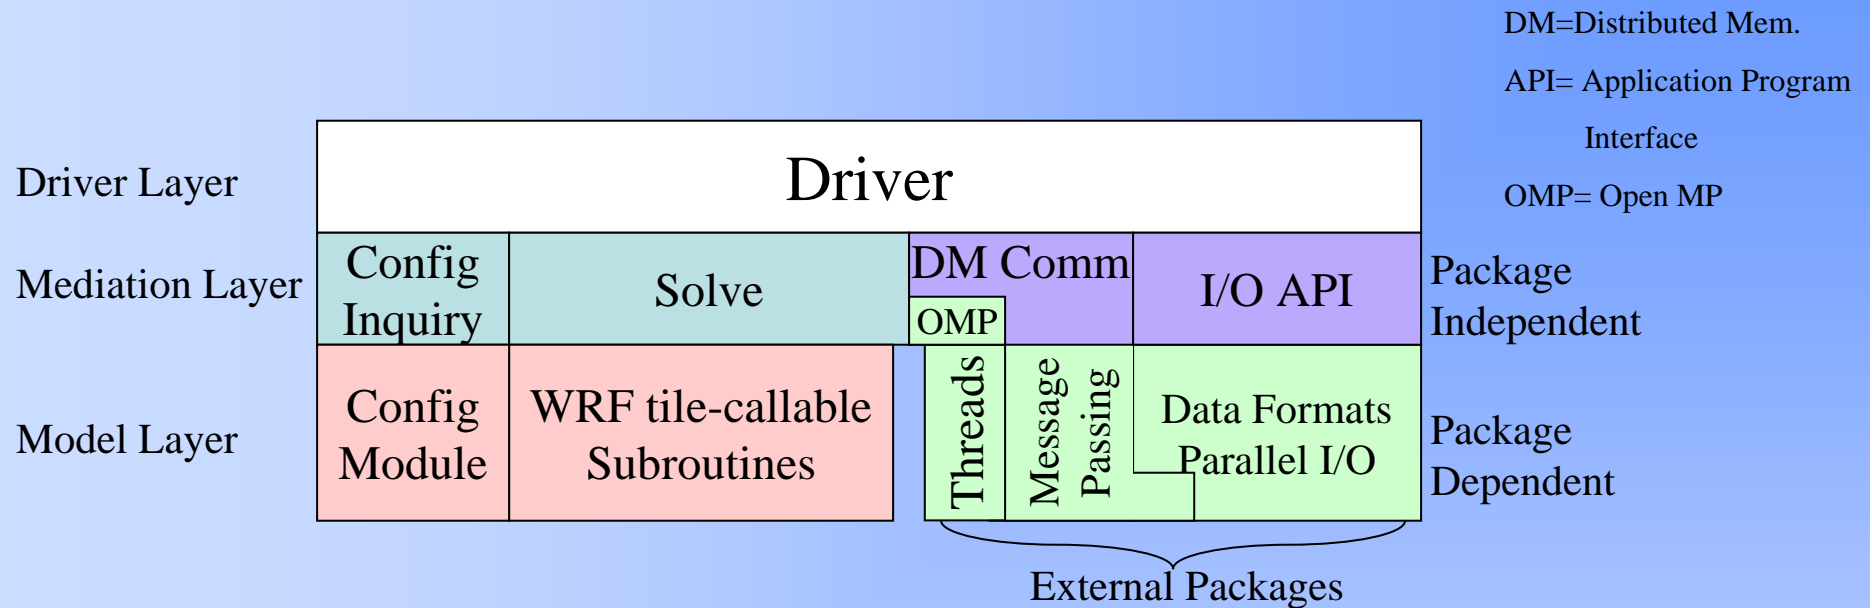 DM=Distributed Mem.
API= Application Program
Interface
OMP= Open MP
Driver Layer
Driver
Mediation Layer
Config
Inquiry
Solve
DM Comm
OMP
I/O API
Package
Independent
Model Layer
Config
Module
WRF tile-callable
Subroutines
Threads
Message
Passing
Data Formats
Parallel I/O
Package
Dependent
External Packages